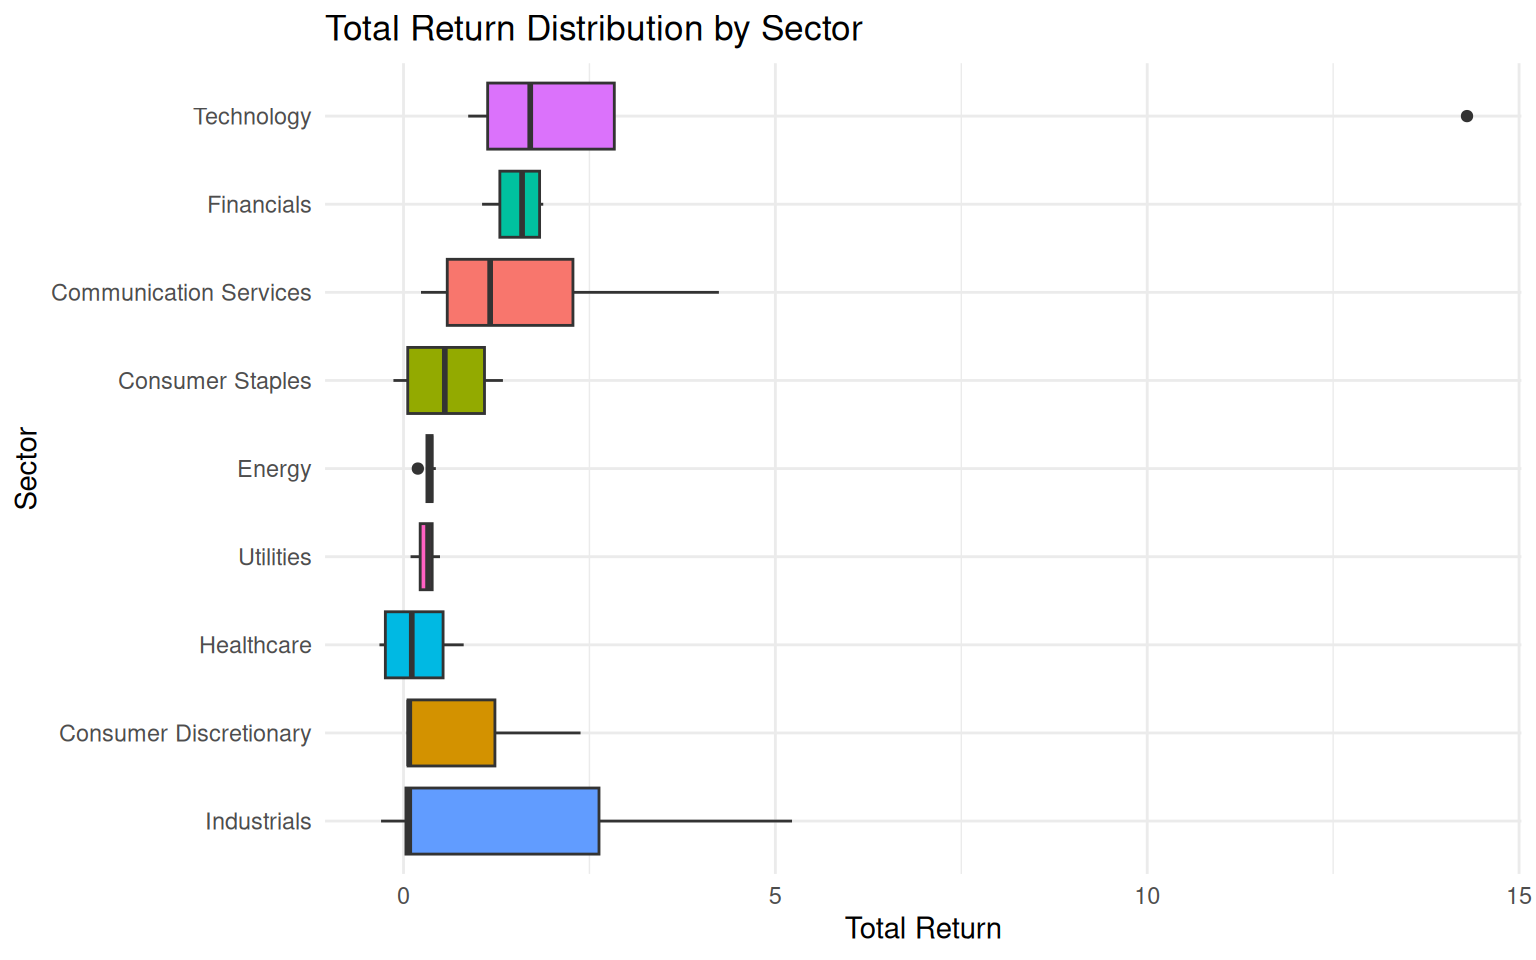 Total Return Distribution by Sector
Technology
Financials
Communication Services
Consumer Staples
Energy
Utilities
Healthcare
Consumer Discretionary
Industrials
Sector
0
5
10
15
Total Return